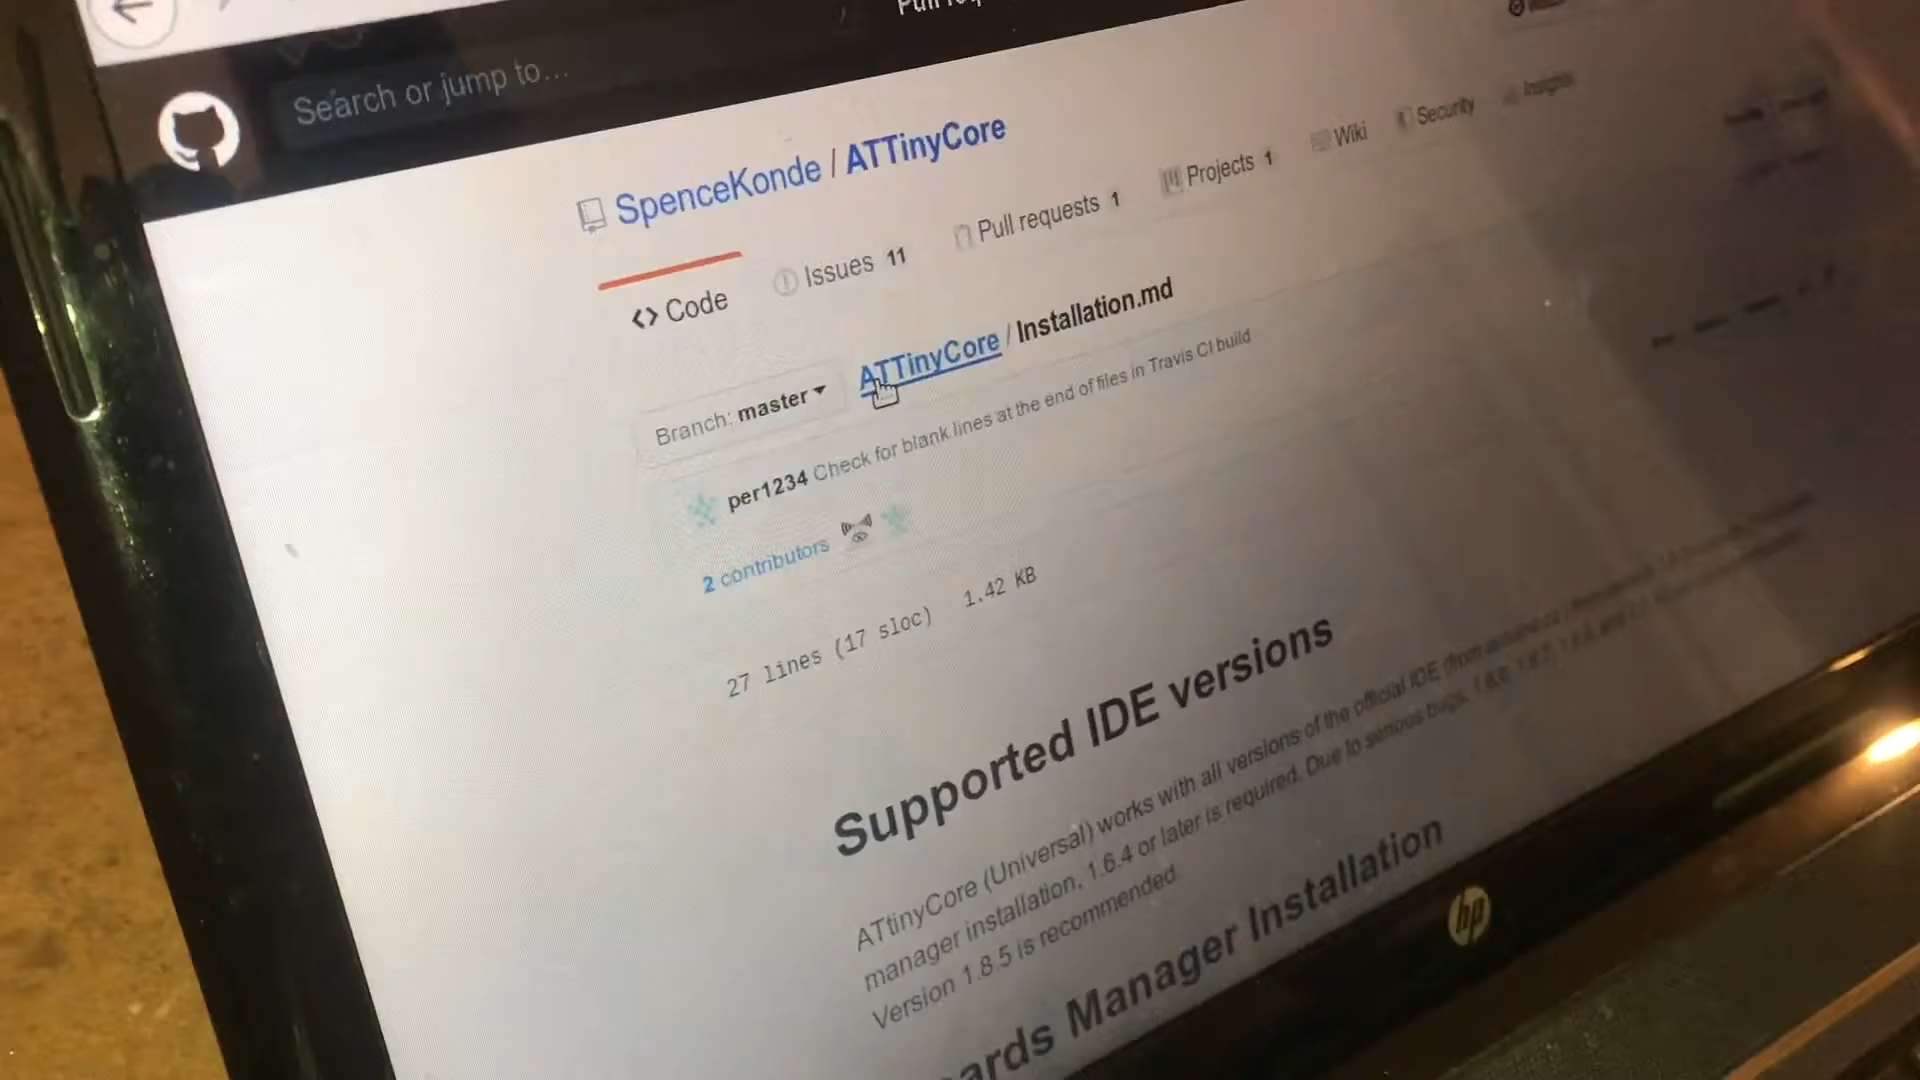 Search or jump to...
SpenceKonde / ATTinyCore
<> Code
Issues 11
Pull requests 1
Projects 1
Wiki
Security
Insights
Branch: master
ATTinyCore / Installation.md
per1234 Check for blank lines at the end of files in Travis CI build
2 contributors
27 lines (17 sloc)
1.42 KB
Supported IDE versions
ATtinyCore (Universal) works with all versions of the official IDE (from
manager installation, 1.6.4 or later is required. Due to serious bugs,
Version 1.8.5 is recommended.
ards Manager Installation
hp